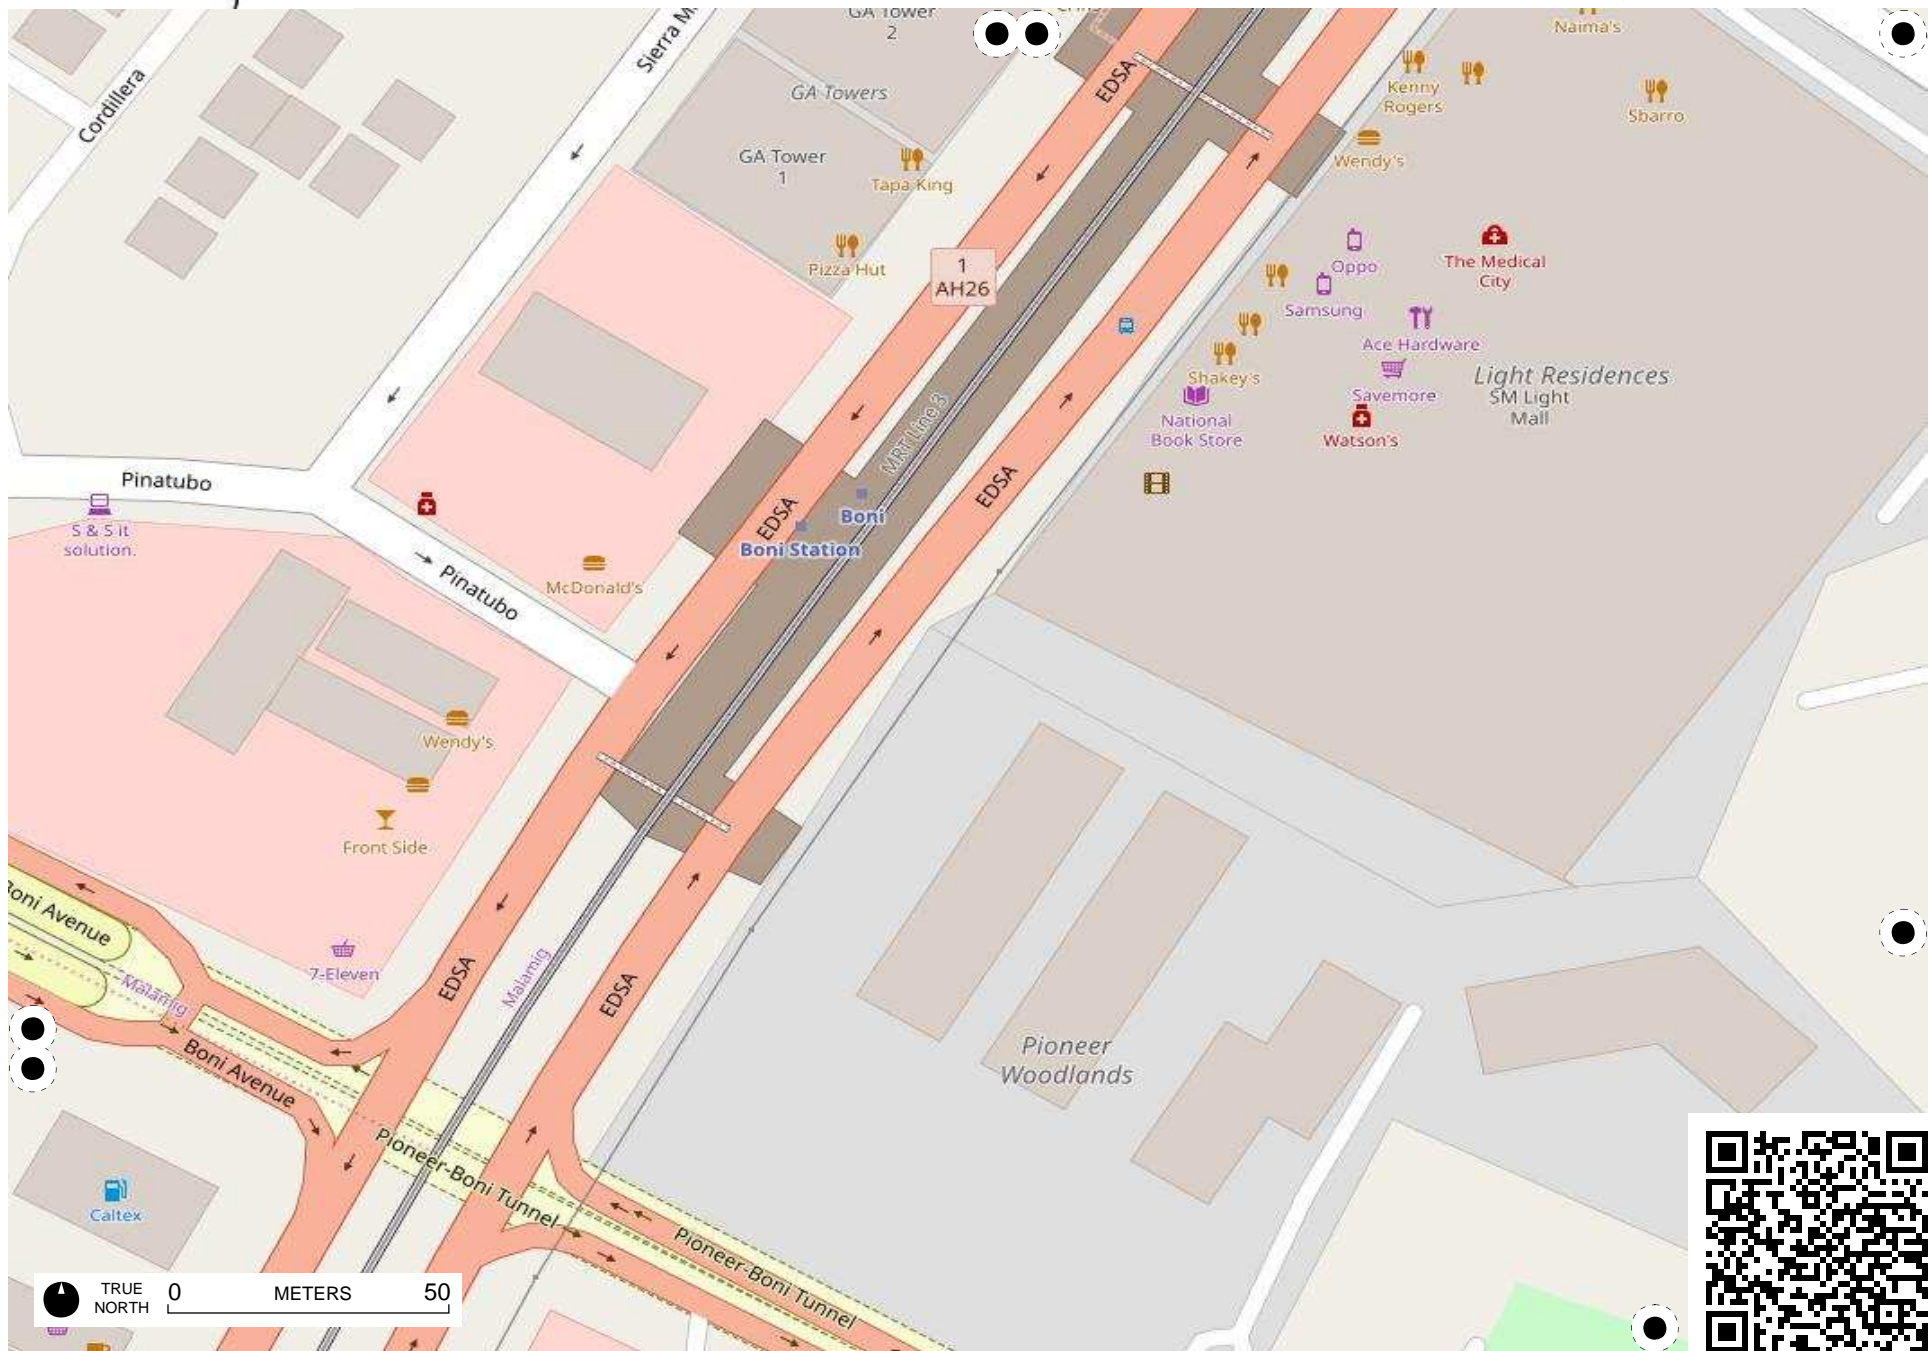 GA Tower
2
Sierra M
Naima's
Cordillera
GA Towers
EDSA
Kenny
Rogers
Sbarro
GA Tower
1
Tapa King
Wendy's
Pizza Hut
1
AH26
Oppo
The Medical
City
Samsung
Ace Hardware
Shakey's
Light Residences
SM Light
Mall
Savemore
National
Book Store
Watson's
MRT Line 3
Pinatubo
EDSA
EDSA
S & S it
solution.
Boni
Boni Station
Pinatubo
McDonald's
Wendy's
Front Side
Boni Avenue
Malamig
7-Eleven
EDSA
Malamig
EDSA
Boni Avenue
Pioneer
Woodlands
Pioneer-Boni Tunnel
Caltex
Pioneer-Boni Tunnel
TRUE
NORTH
0 METERS 50